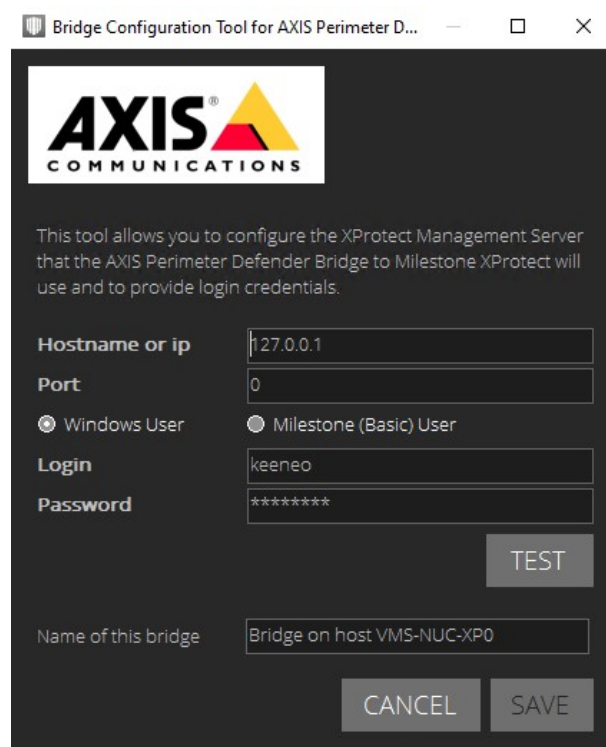 Bridge Configuration Tool for AXIS Perimeter D...
AXIS
COMMUNICATIONS
This tool allows you to configure the XProtect Management Server
that the AXIS Perimeter Defender Bridge to Milestone XProtect will
use and to provide login credentials.
Hostname or ip 127.0.0.1
Port 0
Windows User Milestone (Basic) User
Login keeneo
Password ********
TEST
Name of this bridge Bridge on host VMS-NUC-XP0
CANCEL SAVE